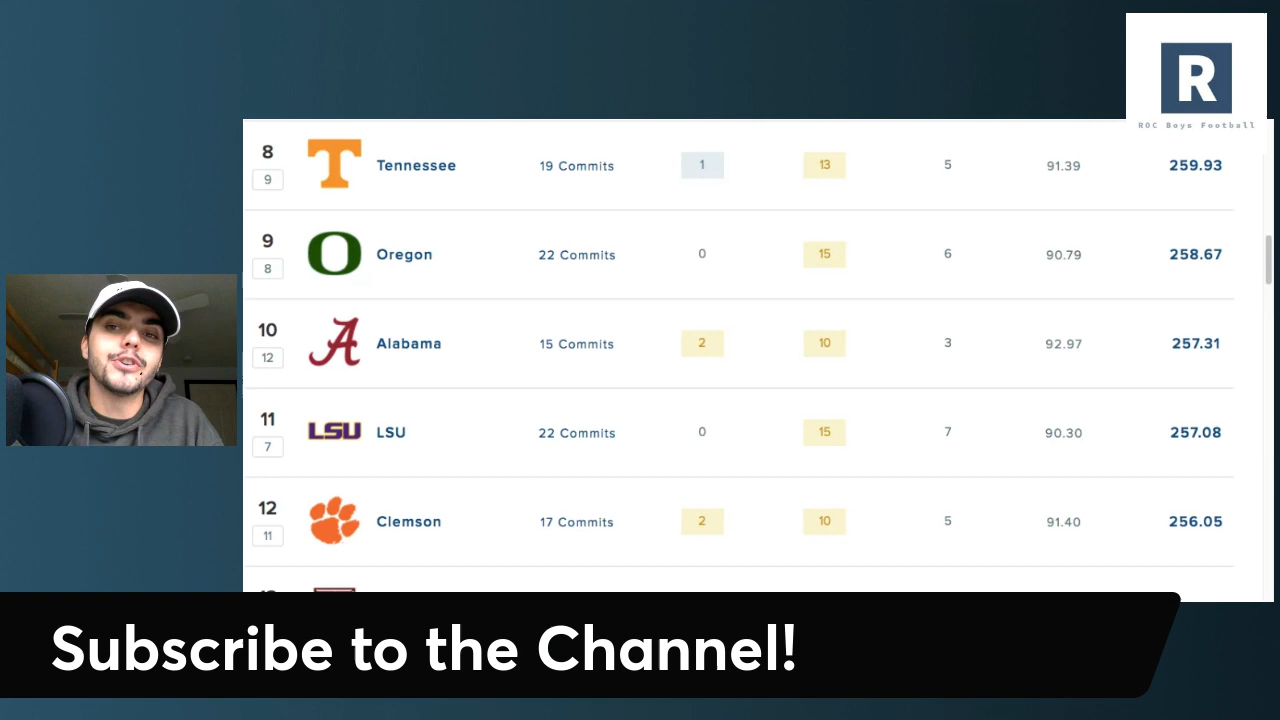 R
ROC Boys Football
8 Tennessee 19 Commits 1 13 5 91.39 259.93
9
9 Oregon 22 Commits 0 15 6 90.79 258.67
8
10 Alabama 15 Commits 2 10 3 92.97 257.31
12
11 LSU LSU 22 Commits 0 15 7 90.30 257.08
7
12 Clemson 17 Commits 2 10 5 91.40 256.05
11
Subscribe to the Channel!